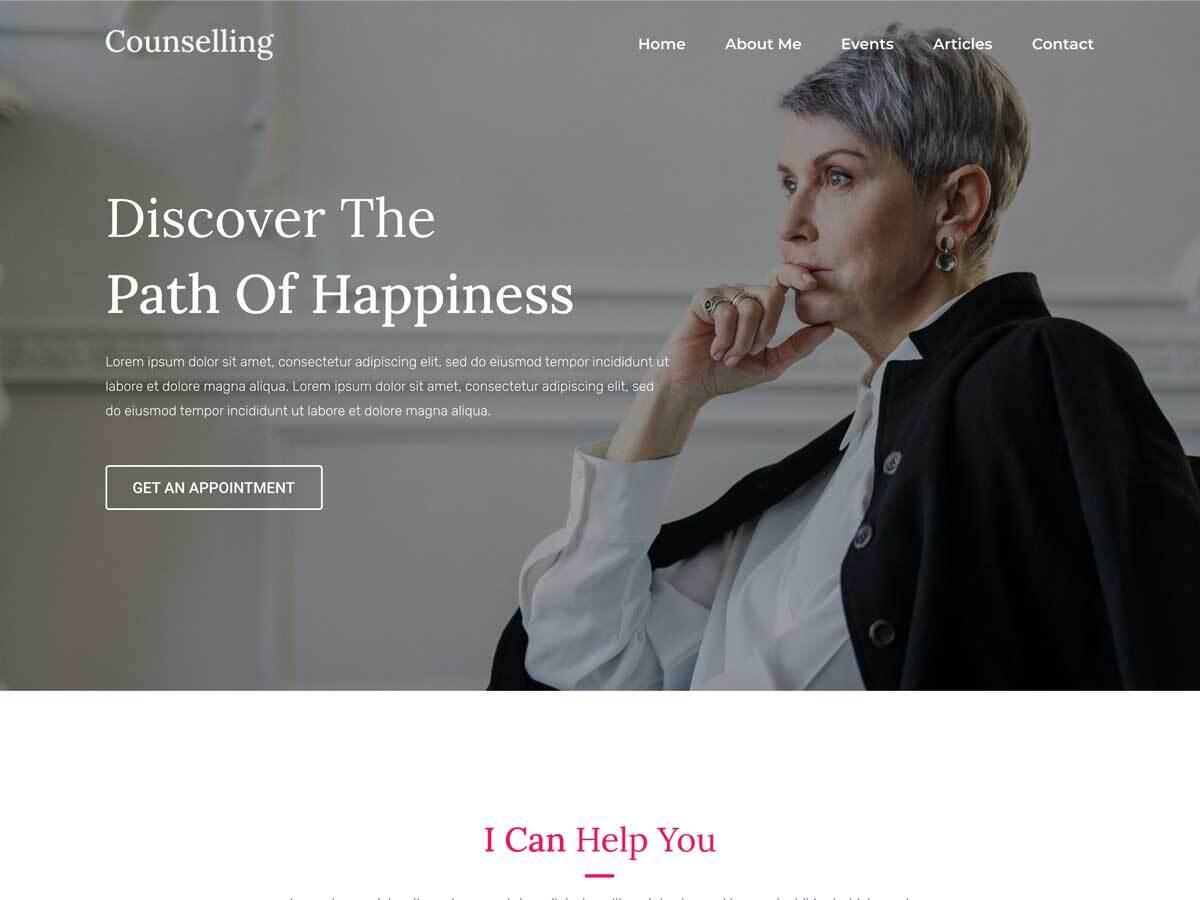 Counselling
Home About Me Events Articles Contact
Discover The
Path Of Happiness
Lorem ipsum dolor sit amet, consectetur adipiscing elit, sed do eiusmod tempor incididunt ut
labore et dolore magna aliqua. Lorem ipsum dolor sit amet, consectetur adipiscing elit, sed
do eiusmod tempor incididunt ut labore et dolore magna aliqua.
GET AN APPOINTMENT
I Can Help You